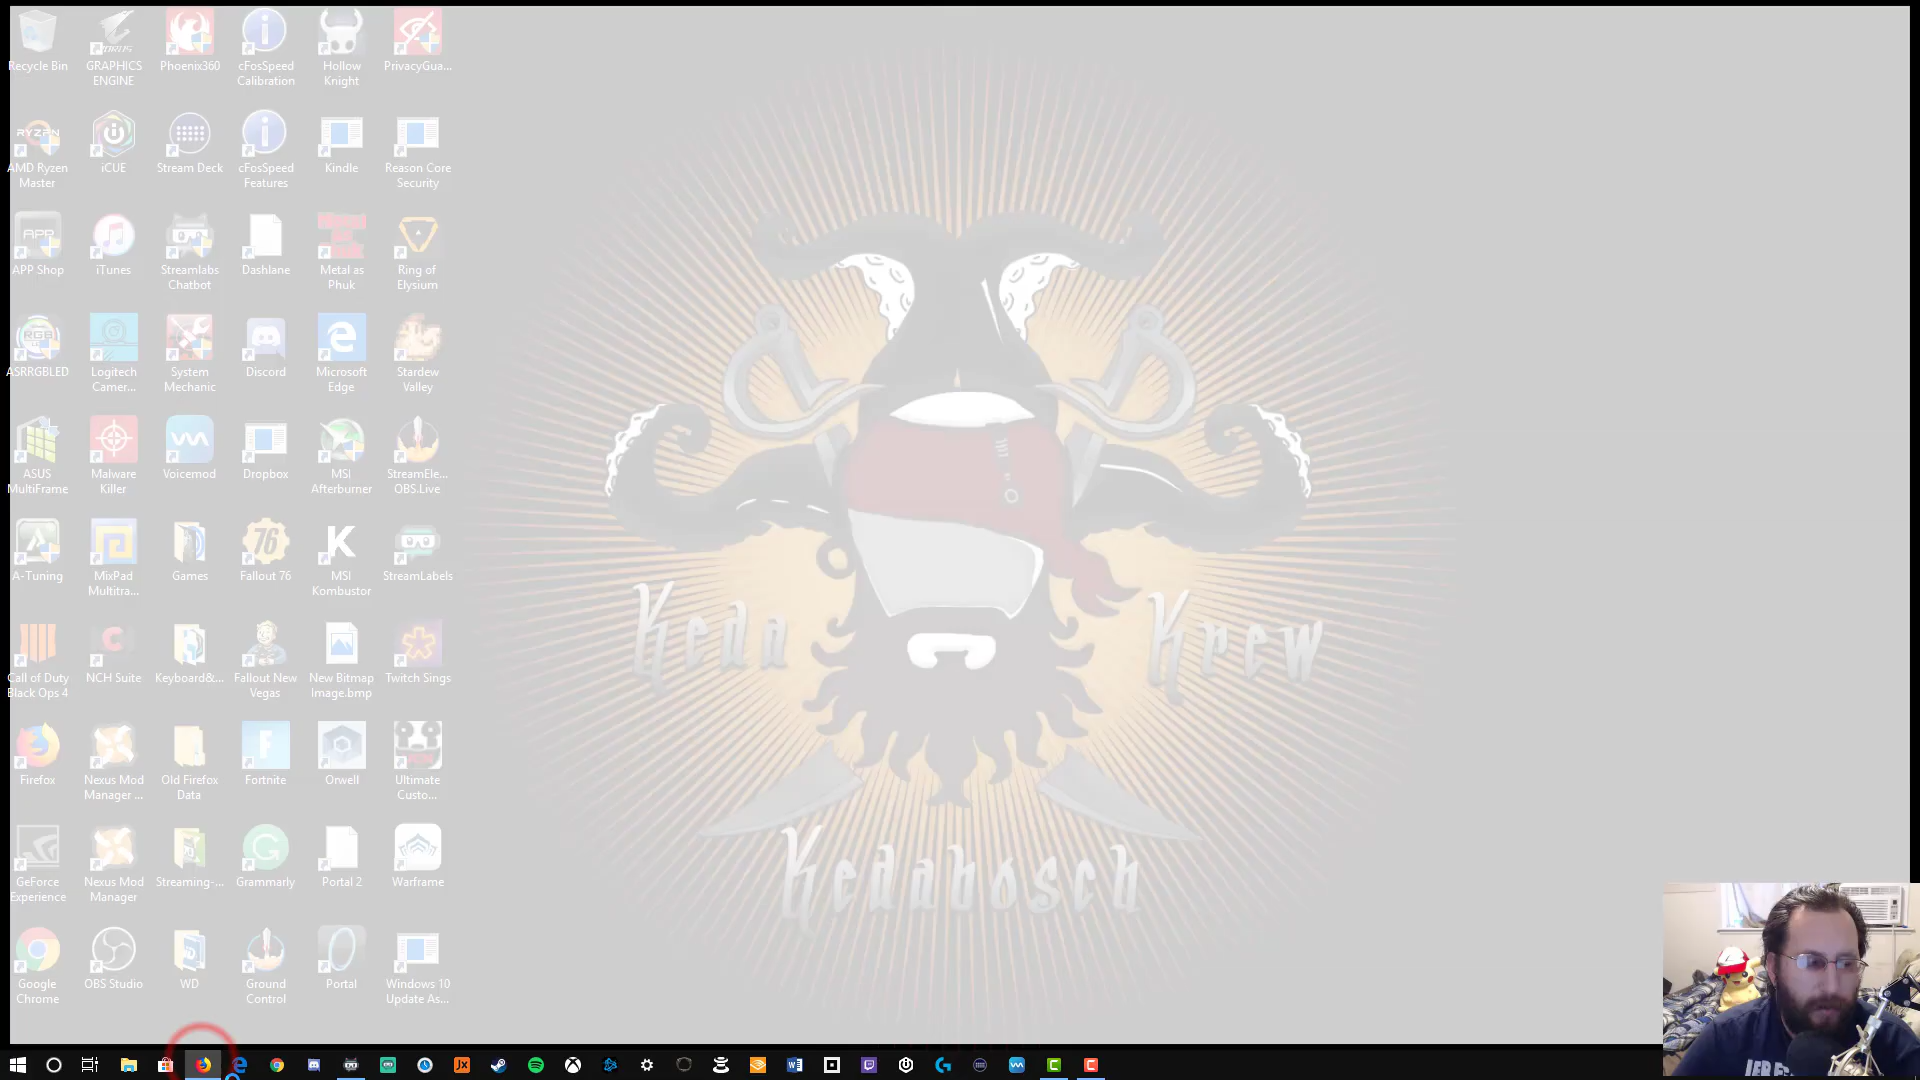 Recycle Bin
GRAPHICS
ENGINE
Phoenix360
cFosSpeed
Calibration
Hollow
Knight
PrivacyGua...
RYZEN
AMD Ryzen
Master
iCUE
Stream Deck
cFosSpeed
Features
Kindle
Reason Core
Security
APP
APP Shop
iTunes
Streamlabs
Chatbot
Dashlane
Metal as
Phuk
Ring of
Elysium
RGB
ASRRGBLED
Logitech
Camer...
System
Mechanic
Discord
Microsoft
Edge
Stardew
Valley
ASUS
MultiFrame
Malware
Killer
Voicemod
Dropbox
MSI
Afterburner
StreamEle...
OBS.Live
A-Tuning
MixPad
Multitra...
Games
76
Fallout 76
K
MSI
Kombustor
StreamLabels
Call of Duty
Black Ops 4
C
NCH Suite
Keyboard&...
Fallout New
Vegas
New Bitmap
Image.bmp
Twitch Sings
Firefox
Nexus Mod
Manager ...
Old Firefox
Data
F
Fortnite
Orwell
Ultimate
Custo...
GeForce
Experience
Nexus Mod
Manager
Streaming-...
Grammarly
Portal 2
Warframe
Google
Chrome
OBS Studio
WD
Ground
Control
Portal
Windows 10
Update As...
Keda Krew
Kedabosch